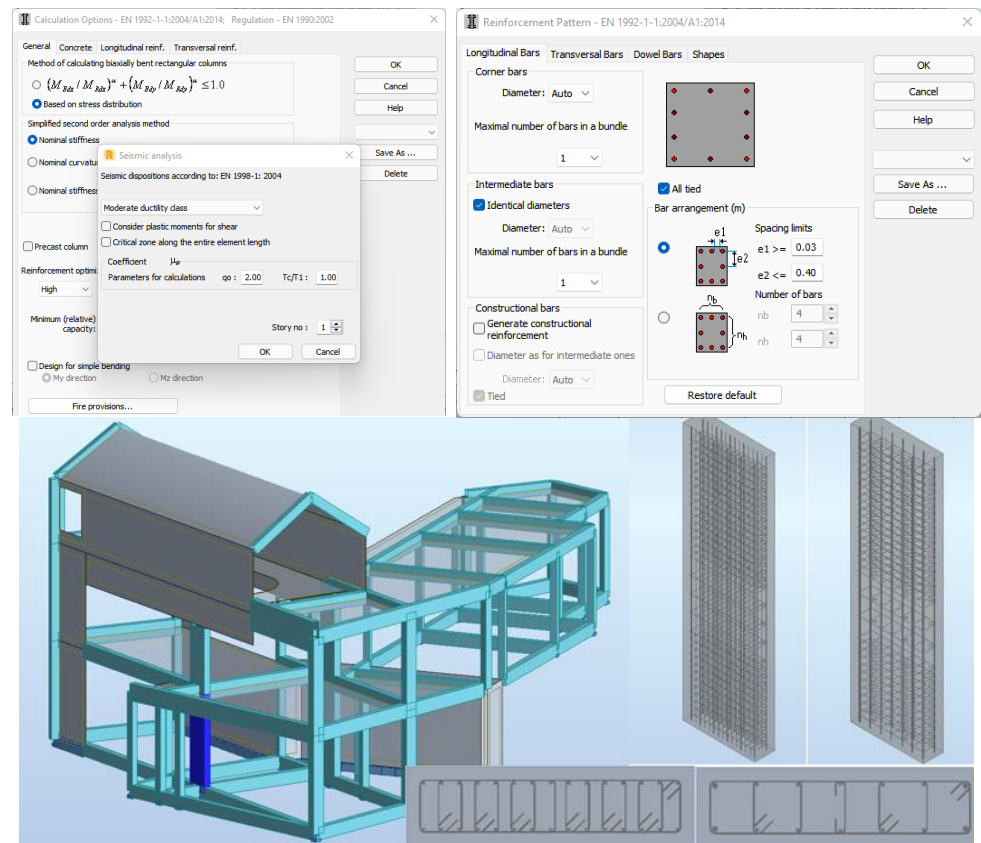 Calculation Options - EN 1992-1-1:2004/A1:2014; Regulation - EN 1990:2002
General Concrete Longitudinal reinf. Transversal reinf.
Method of calculating biaxially bent rectangular columns
(M Edz / M Rdz)^α + (M Edy / M Rdy)^α ≤ 1.0
Based on stress distribution
Simplified second order analysis method
Nominal stiffness
Nominal curvatu
Nominal stiffness
Precast column
Reinforcement optimi
High
Minimum (relative)
capacity:
Design for simple bending
My direction Mz direction
Fire provisions...
OK
Cancel
Help
Save As ...
Delete
Seismic analysis
Seismic dispositions according to: EN 1998-1: 2004
Moderate ductility class
Consider plastic moments for shear
Critical zone along the entire element length
Coefficient μφ
Parameters for calculations qo : 2.00 Tc/T1 : 1.00
Story no : 1
OK Cancel
Reinforcement Pattern - EN 1992-1-1:2004/A1:2014
Longitudinal Bars Transversal Bars Dowel Bars Shapes
Corner bars
Diameter: Auto
Maximal number of bars in a bundle
1
Intermediate bars
Identical diameters
Diameter: Auto
Maximal number of bars in a bundle
1
Constructional bars
Generate constructional
reinforcement
Diameter as for intermediate ones
Diameter: Auto
Tied
All tied
Bar arrangement (m)
e1
e2
Spacing limits
e1 >= 0.03
e2 <= 0.40
Number of bars
nb
nh
nb 4
nh 4
Restore default
OK
Cancel
Help
Save As ...
Delete